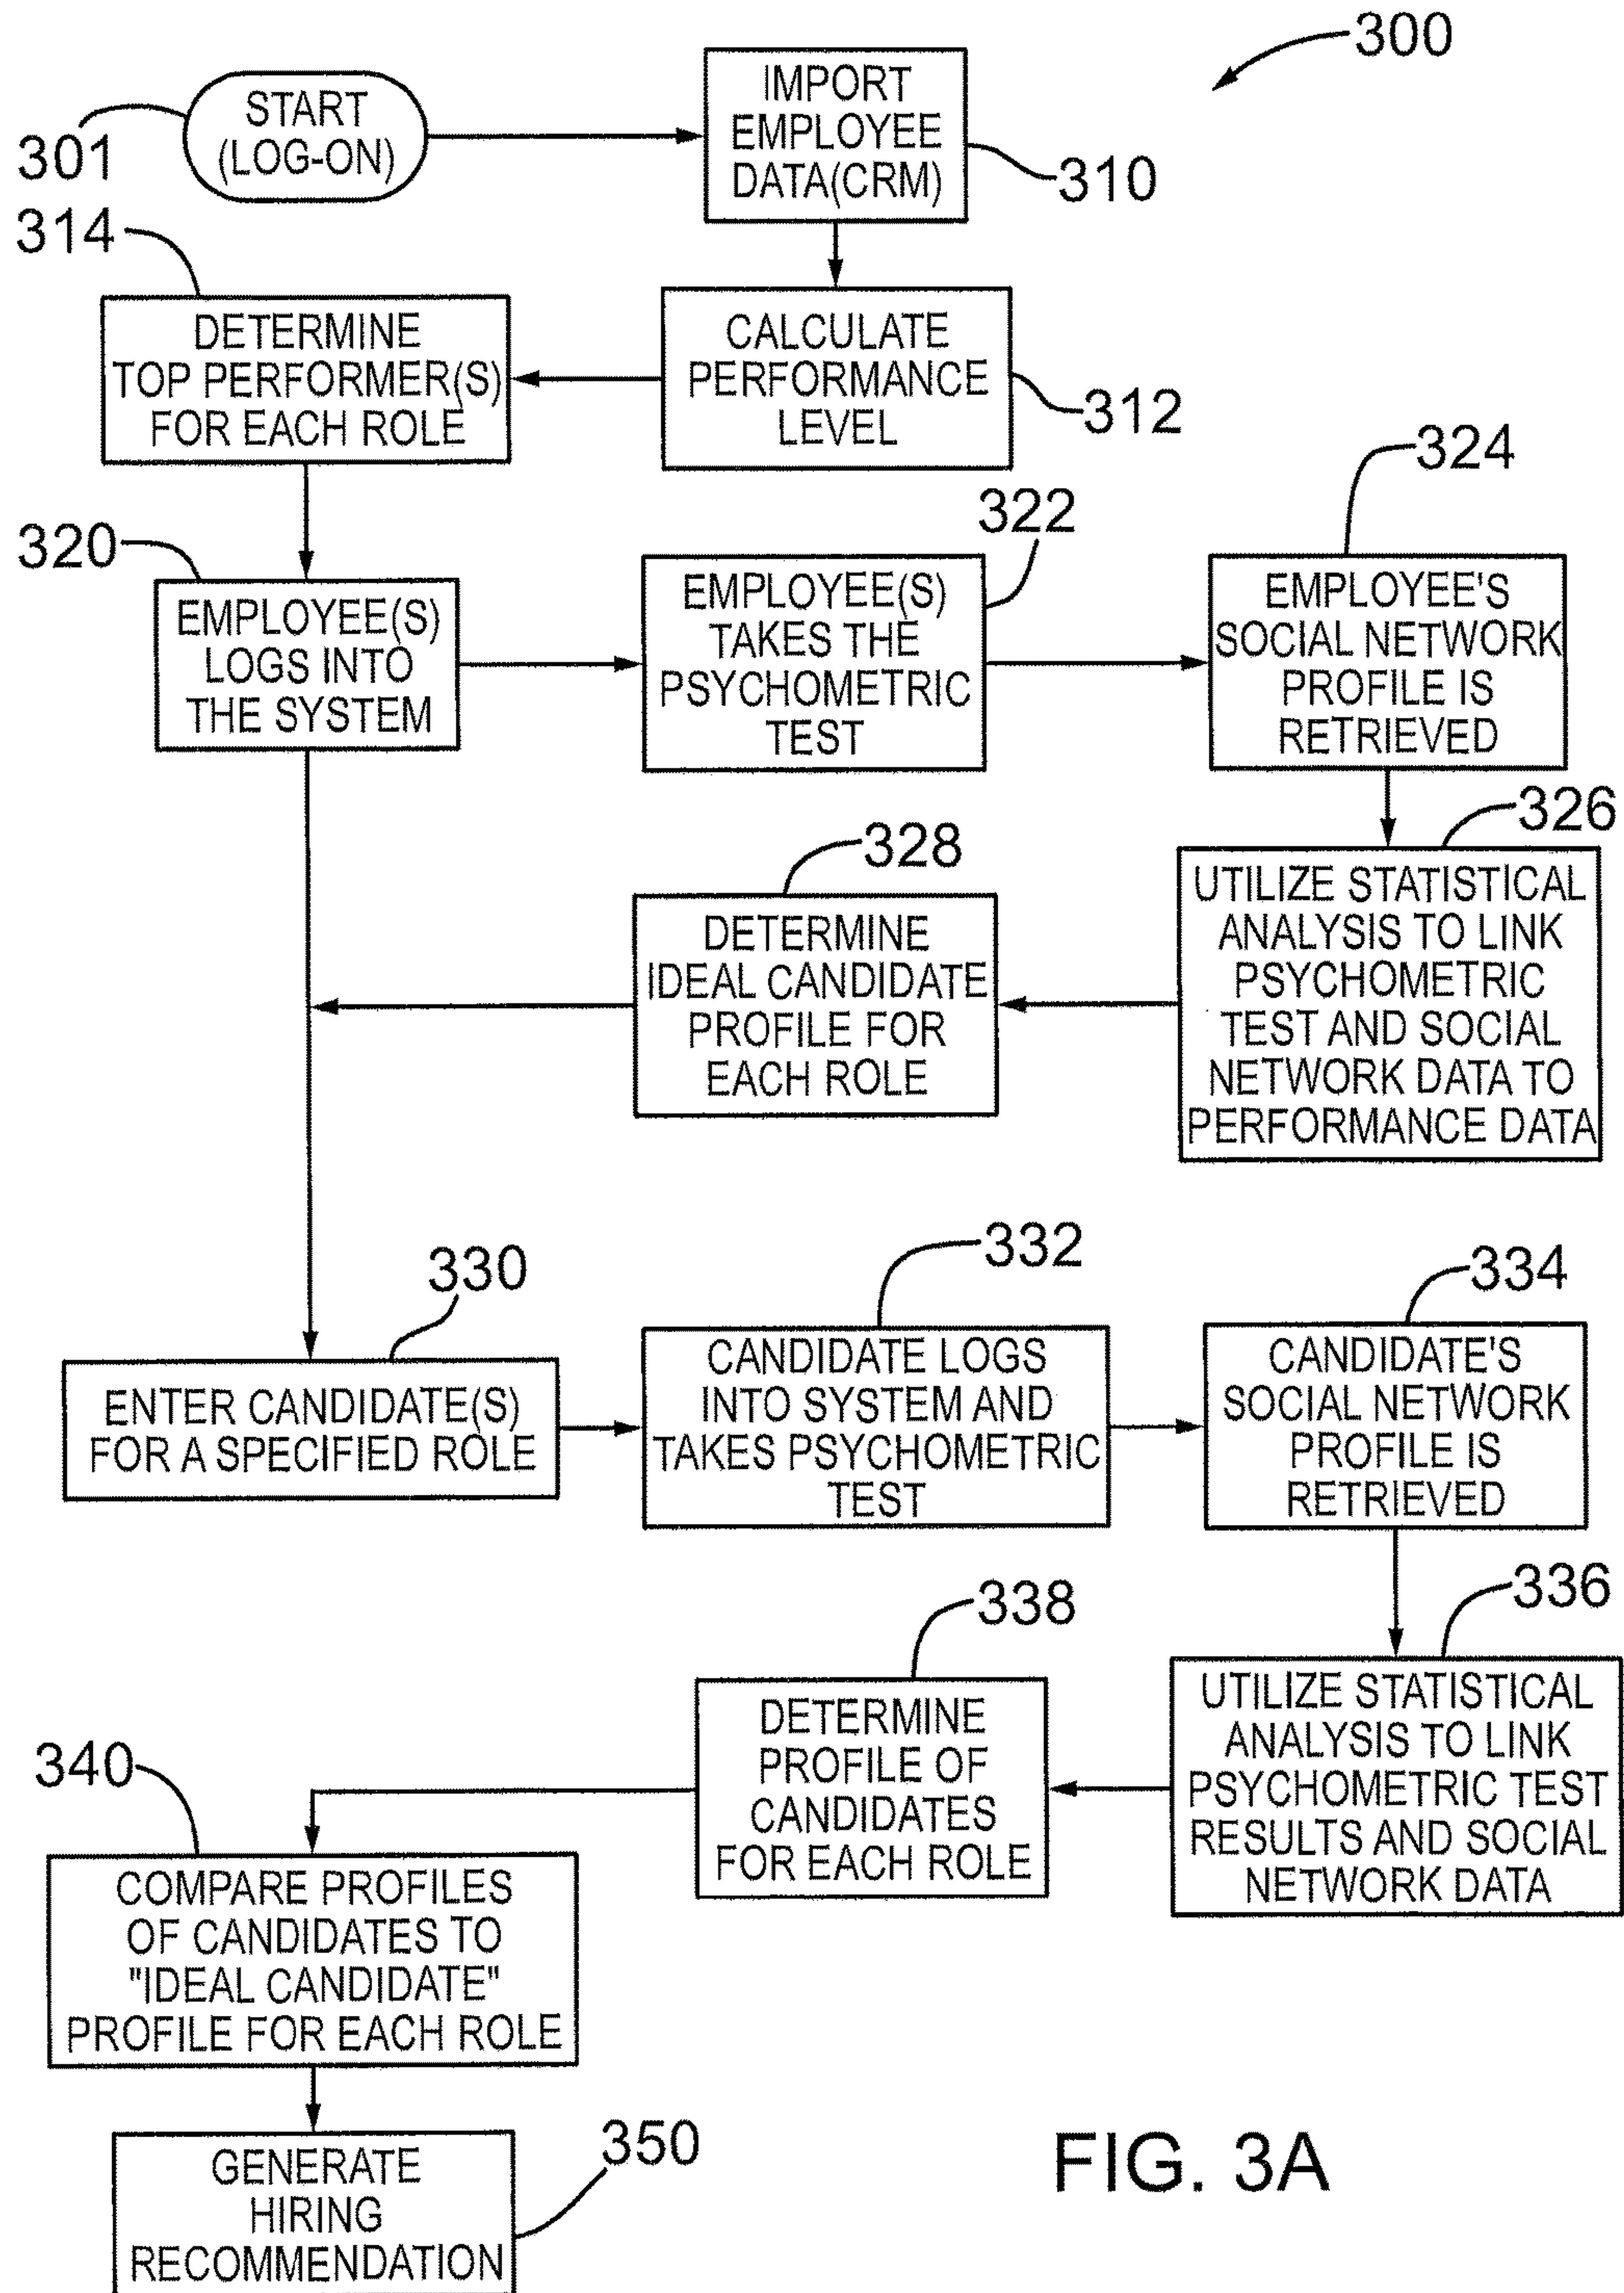 300
START
(LOG-ON)
301
IMPORT
EMPLOYEE
DATA(CRM)
310
314
DETERMINE
TOP PERFORMER(S)
FOR EACH ROLE
CALCULATE
PERFORMANCE
LEVEL
312
320
EMPLOYEE(S)
LOGS INTO
THE SYSTEM
322
EMPLOYEE(S)
TAKES THE
PSYCHOMETRIC
TEST
324
EMPLOYEE'S
SOCIAL NETWORK
PROFILE IS
RETRIEVED
326
UTILIZE STATISTICAL
ANALYSIS TO LINK
PSYCHOMETRIC
TEST AND SOCIAL
NETWORK DATA TO
PERFORMANCE DATA
328
DETERMINE
IDEAL CANDIDATE
PROFILE FOR
EACH ROLE
330
ENTER CANDIDATE(S)
FOR A SPECIFIED ROLE
332
CANDIDATE LOGS
INTO SYSTEM AND
TAKES PSYCHOMETRIC
TEST
334
CANDIDATE'S
SOCIAL NETWORK
PROFILE IS
RETRIEVED
336
UTILIZE STATISTICAL
ANALYSIS TO LINK
PSYCHOMETRIC TEST
RESULTS AND SOCIAL
NETWORK DATA
338
DETERMINE
PROFILE OF
CANDIDATES
FOR EACH ROLE
340
COMPARE PROFILES
OF CANDIDATES TO
"IDEAL CANDIDATE"
PROFILE FOR EACH ROLE
350
GENERATE
HIRING
RECOMMENDATION
FIG. 3A